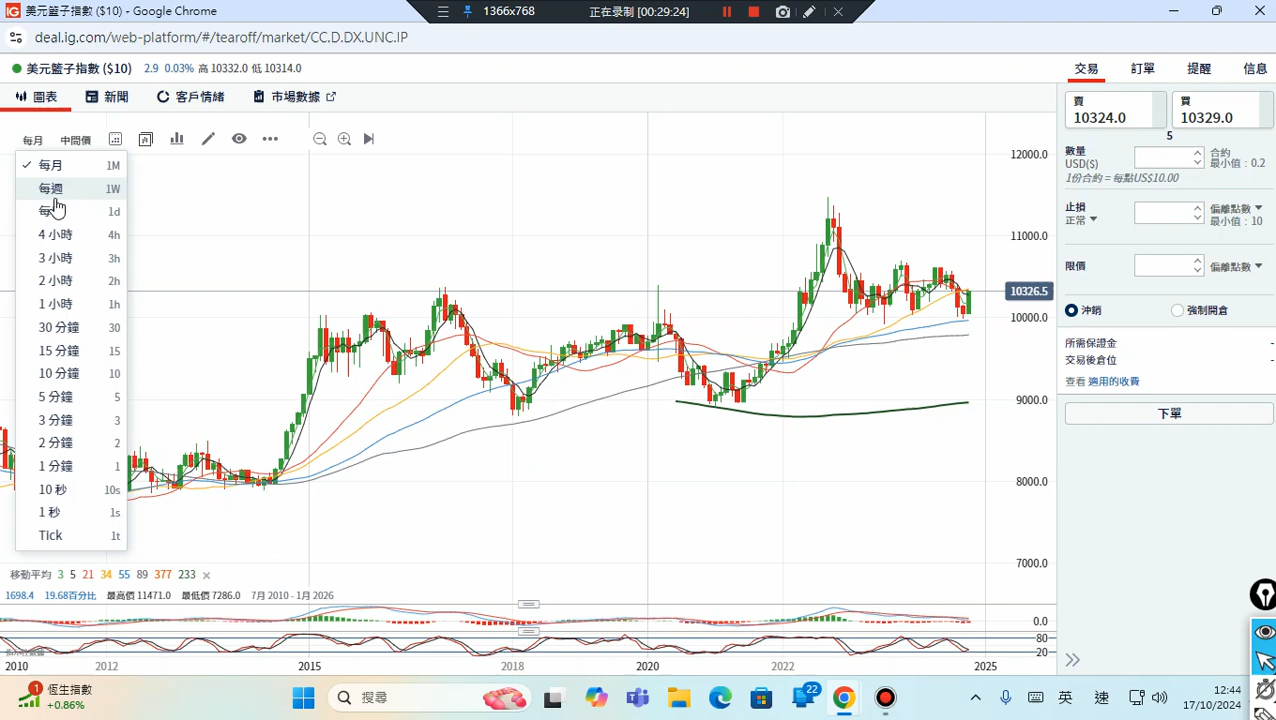 美元籃子指數 ($10) - Google Chrome
1366x768
正在录制 [00:29:24]
deal.ig.com/web-platform/#/tearoff/market/CC.D.DX.UNC.IP
美元籃子指數 ($10) 2.9 0.03% 高 10332.0 低 10314.0
交易 訂單 提醒 信息
圖表 新聞 客戶情緒 市場數據
賣 10324.0
買 10329.0
5
每月 中間價
每月 1M
每週 1W
1d
4 小時 4h
3 小時 3h
2 小時 2h
1 小時 1h
30 分鐘 30
15 分鐘 15
10 分鐘 10
5 分鐘 5
3 分鐘 3
2 分鐘 2
1 分鐘 1
10 秒 10s
1 秒 1s
Tick 1t
12000.0
11000.0
10326.5
10000.0
9000.0
8000.0
7000.0
數量
USD($)
合約
最小值 : 0.2
1份合約 = 每點US$10.00
止損
正常
偏離點數
最小值 : 10
限價
偏離點數
沖銷
強制開倉
所需保證金 -
交易後倉位
查看 適用的收費
下單
移動平均 3 5 21 34 55 89 377 233
1698.4 19.68百分比 最高價 11471.0 最低價 7286.0 7月 2010 - 1月 2026
0.0
80
20
2010 2012 2015 2018 2020 2022 2025
1
恆生指數
+0.86%
搜尋
22
英
速
12:44
17/10/2024